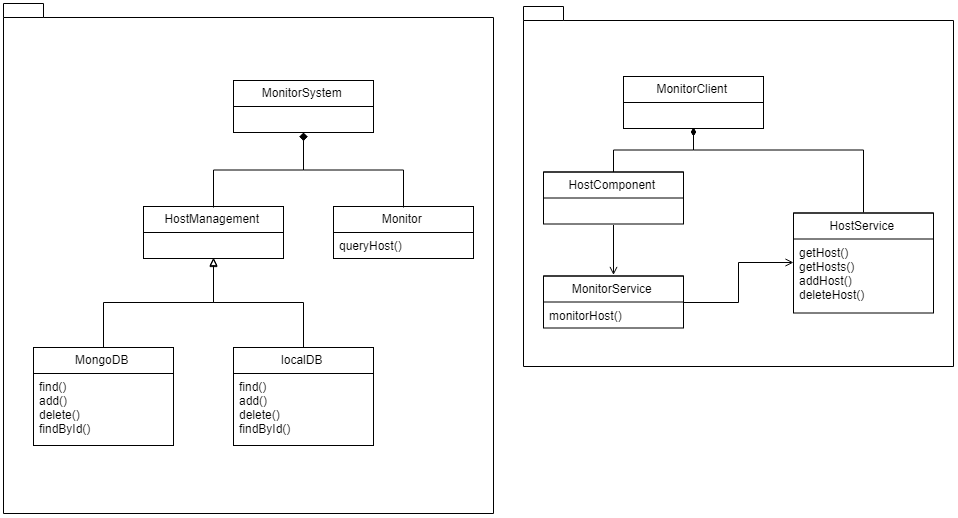 MonitorSystem
HostManagement
Monitor
queryHost()
MongoDB
find()
add()
delete()
findById()
localDB
find()
add()
delete()
findById()
MonitrClient
HostComponent
MonitorService
monitorHost()
HostService
getHost()
getHosts()
addHost()
deleteHost()